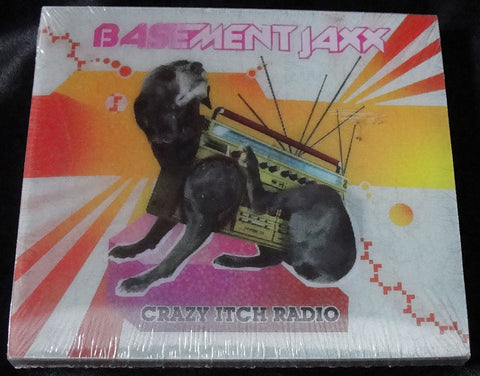 BASEMENT JAXX
CRAZY ITCH RADIO